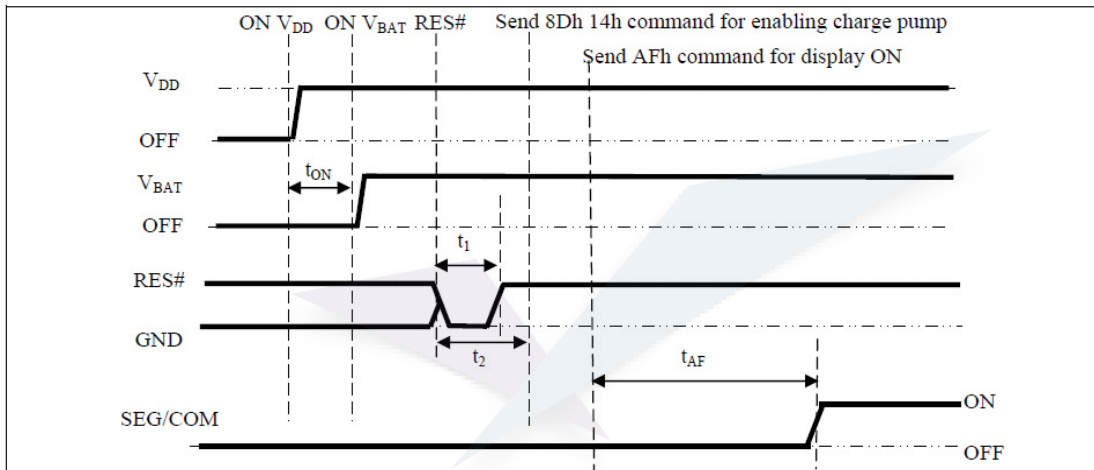 ON VDD ON VBAT RES# Send 8Dh 14h command for enabling charge pump
Send AFh command for display ON
VDD
OFF
tON
VBAT
OFF
t1
RES#
GND
t2
tAF
SEG/COM
ON
OFF